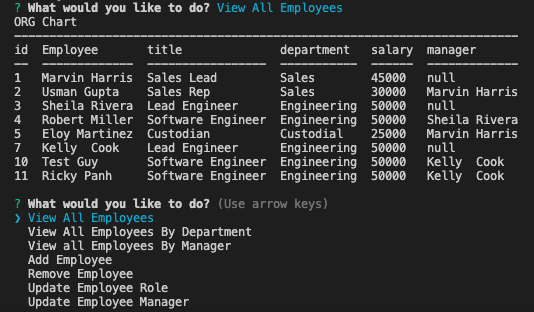 ? What would you like to do? View All Employees
ORG Chart
id  Employee       title              department   salary  manager
1   Marvin Harris  Sales Lead         Sales        45000   null
2   Usman Gupta    Sales Rep          Sales        30000   Marvin Harris
3   Sheila Rivera  Lead Engineer      Engineering  50000   null
4   Robert Miller  Software Engineer  Engineering  50000   Sheila Rivera
5   Eloy Martinez  Custodian          Custodial    25000   Marvin Harris
7   Kelly  Cook    Lead Engineer      Engineering  50000   null
10  Test Guy       Software Engineer  Engineering  50000   Kelly  Cook
11  Ricky Panh     Software Engineer  Engineering  50000   Kelly  Cook
? What would you like to do? (Use arrow keys)
❯ View All Employees
View All Employees By Department
View all Employees By Manager
Add Employee
Remove Employee
Update Employee Role
Update Employee Manager